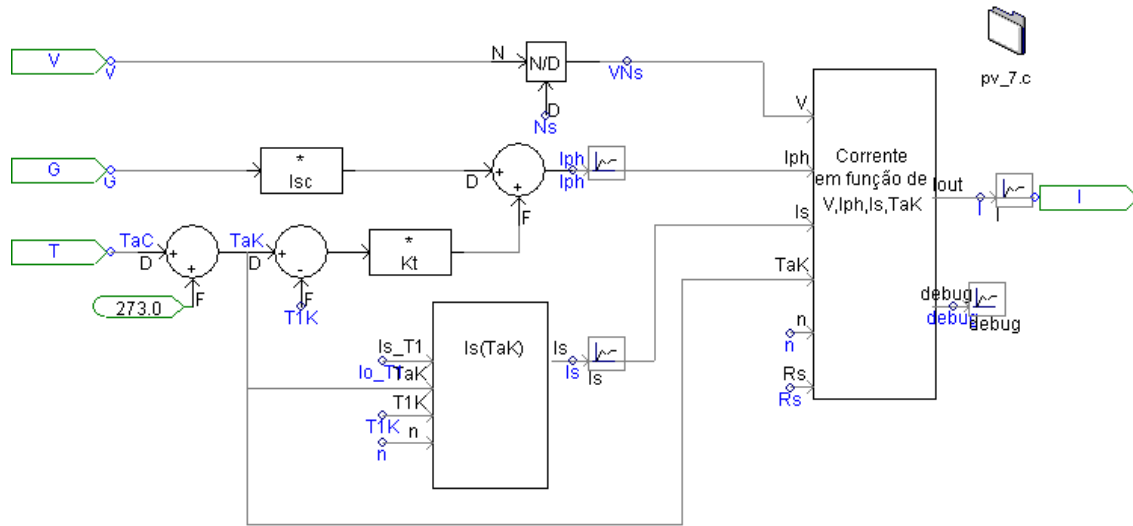 V
V
N
N/D
D
Ns
VNs
pv_7.c
G
G
*
Isc
D
F
Iph
Iph
T
TaC
D
F
273.0
TaK
D
F
T1K
*
Kt
V
Iph
Is
TaK
n
n
Rs
Rs
Corrente
em função de
V,Iph,Is,TaK
Iout
I
I
I
debug
debug
debug
Is_T1
Io_T1
TaK
T1K
T1K
n
n
Is(TaK)
Is
Is
Is